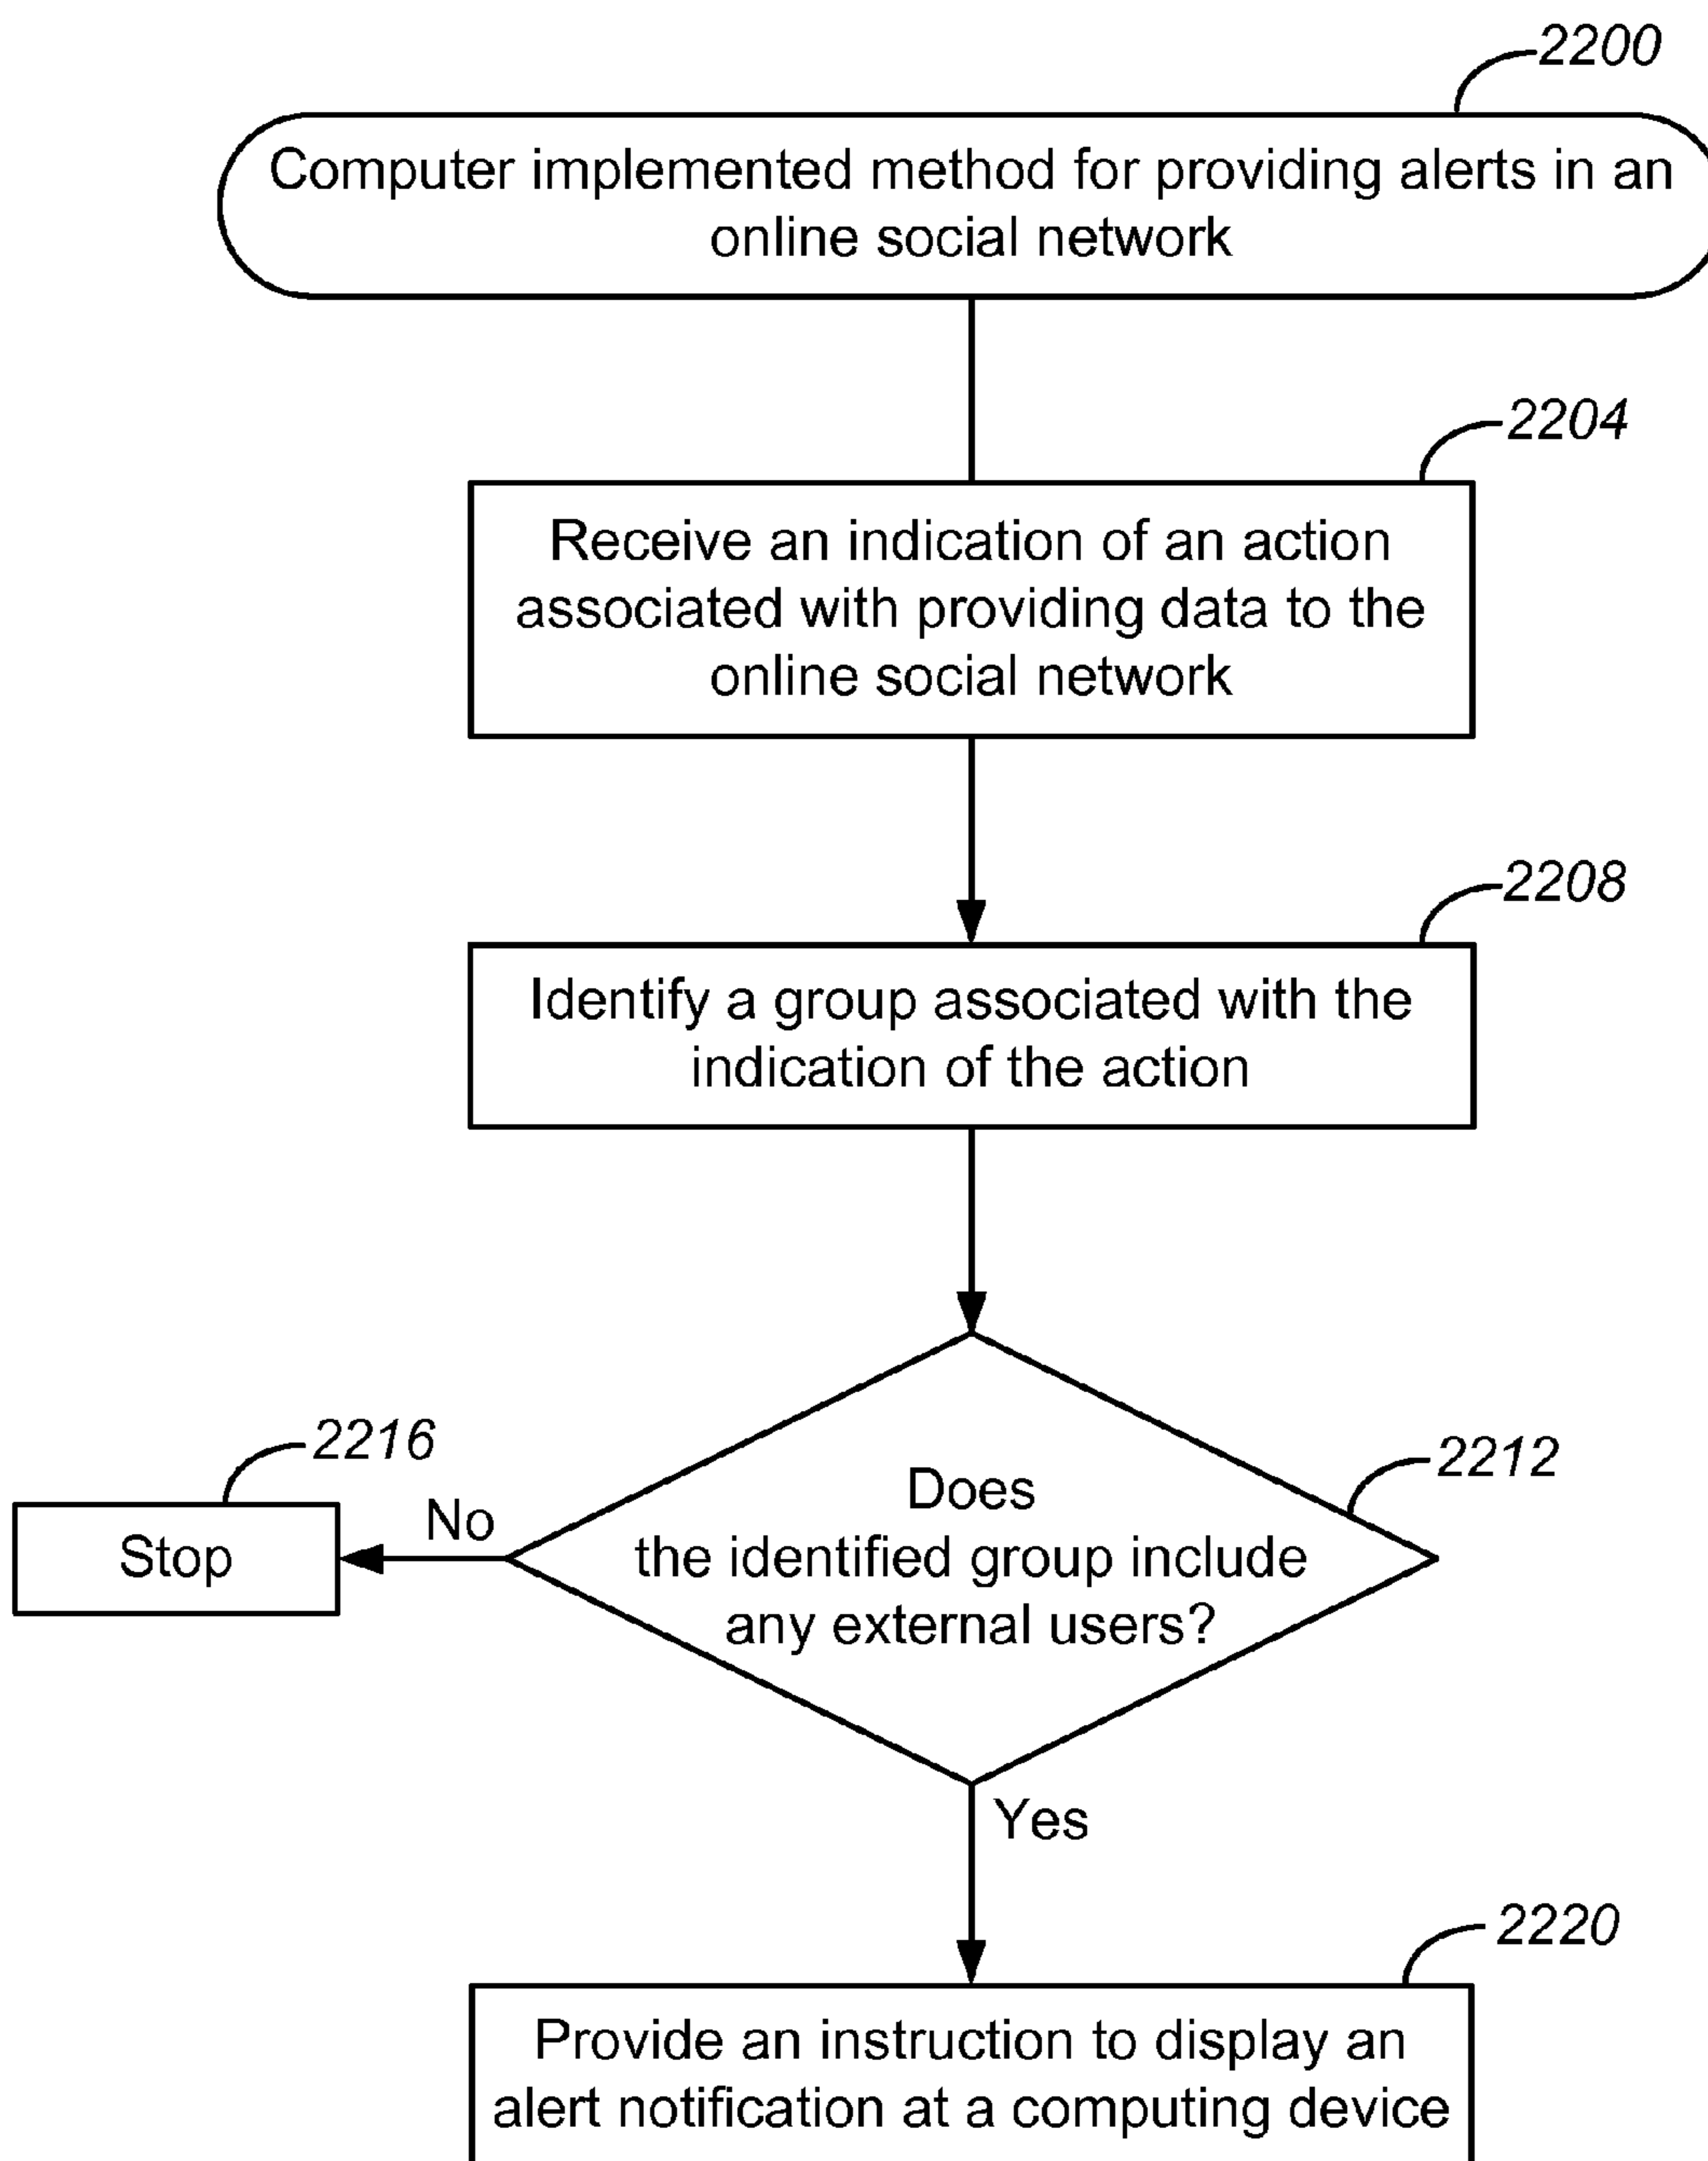 2200
Computer implemented method for providing alerts in an
online social network
2204
Receive an indication of an action
associated with providing data to the
online social network
2208
Identify a group associated with the
indication of the action
2216
2212
Does
the identified group include
any external users?
No
Stop
Yes
2220
Provide an instruction to display an
alert notification at a computing device